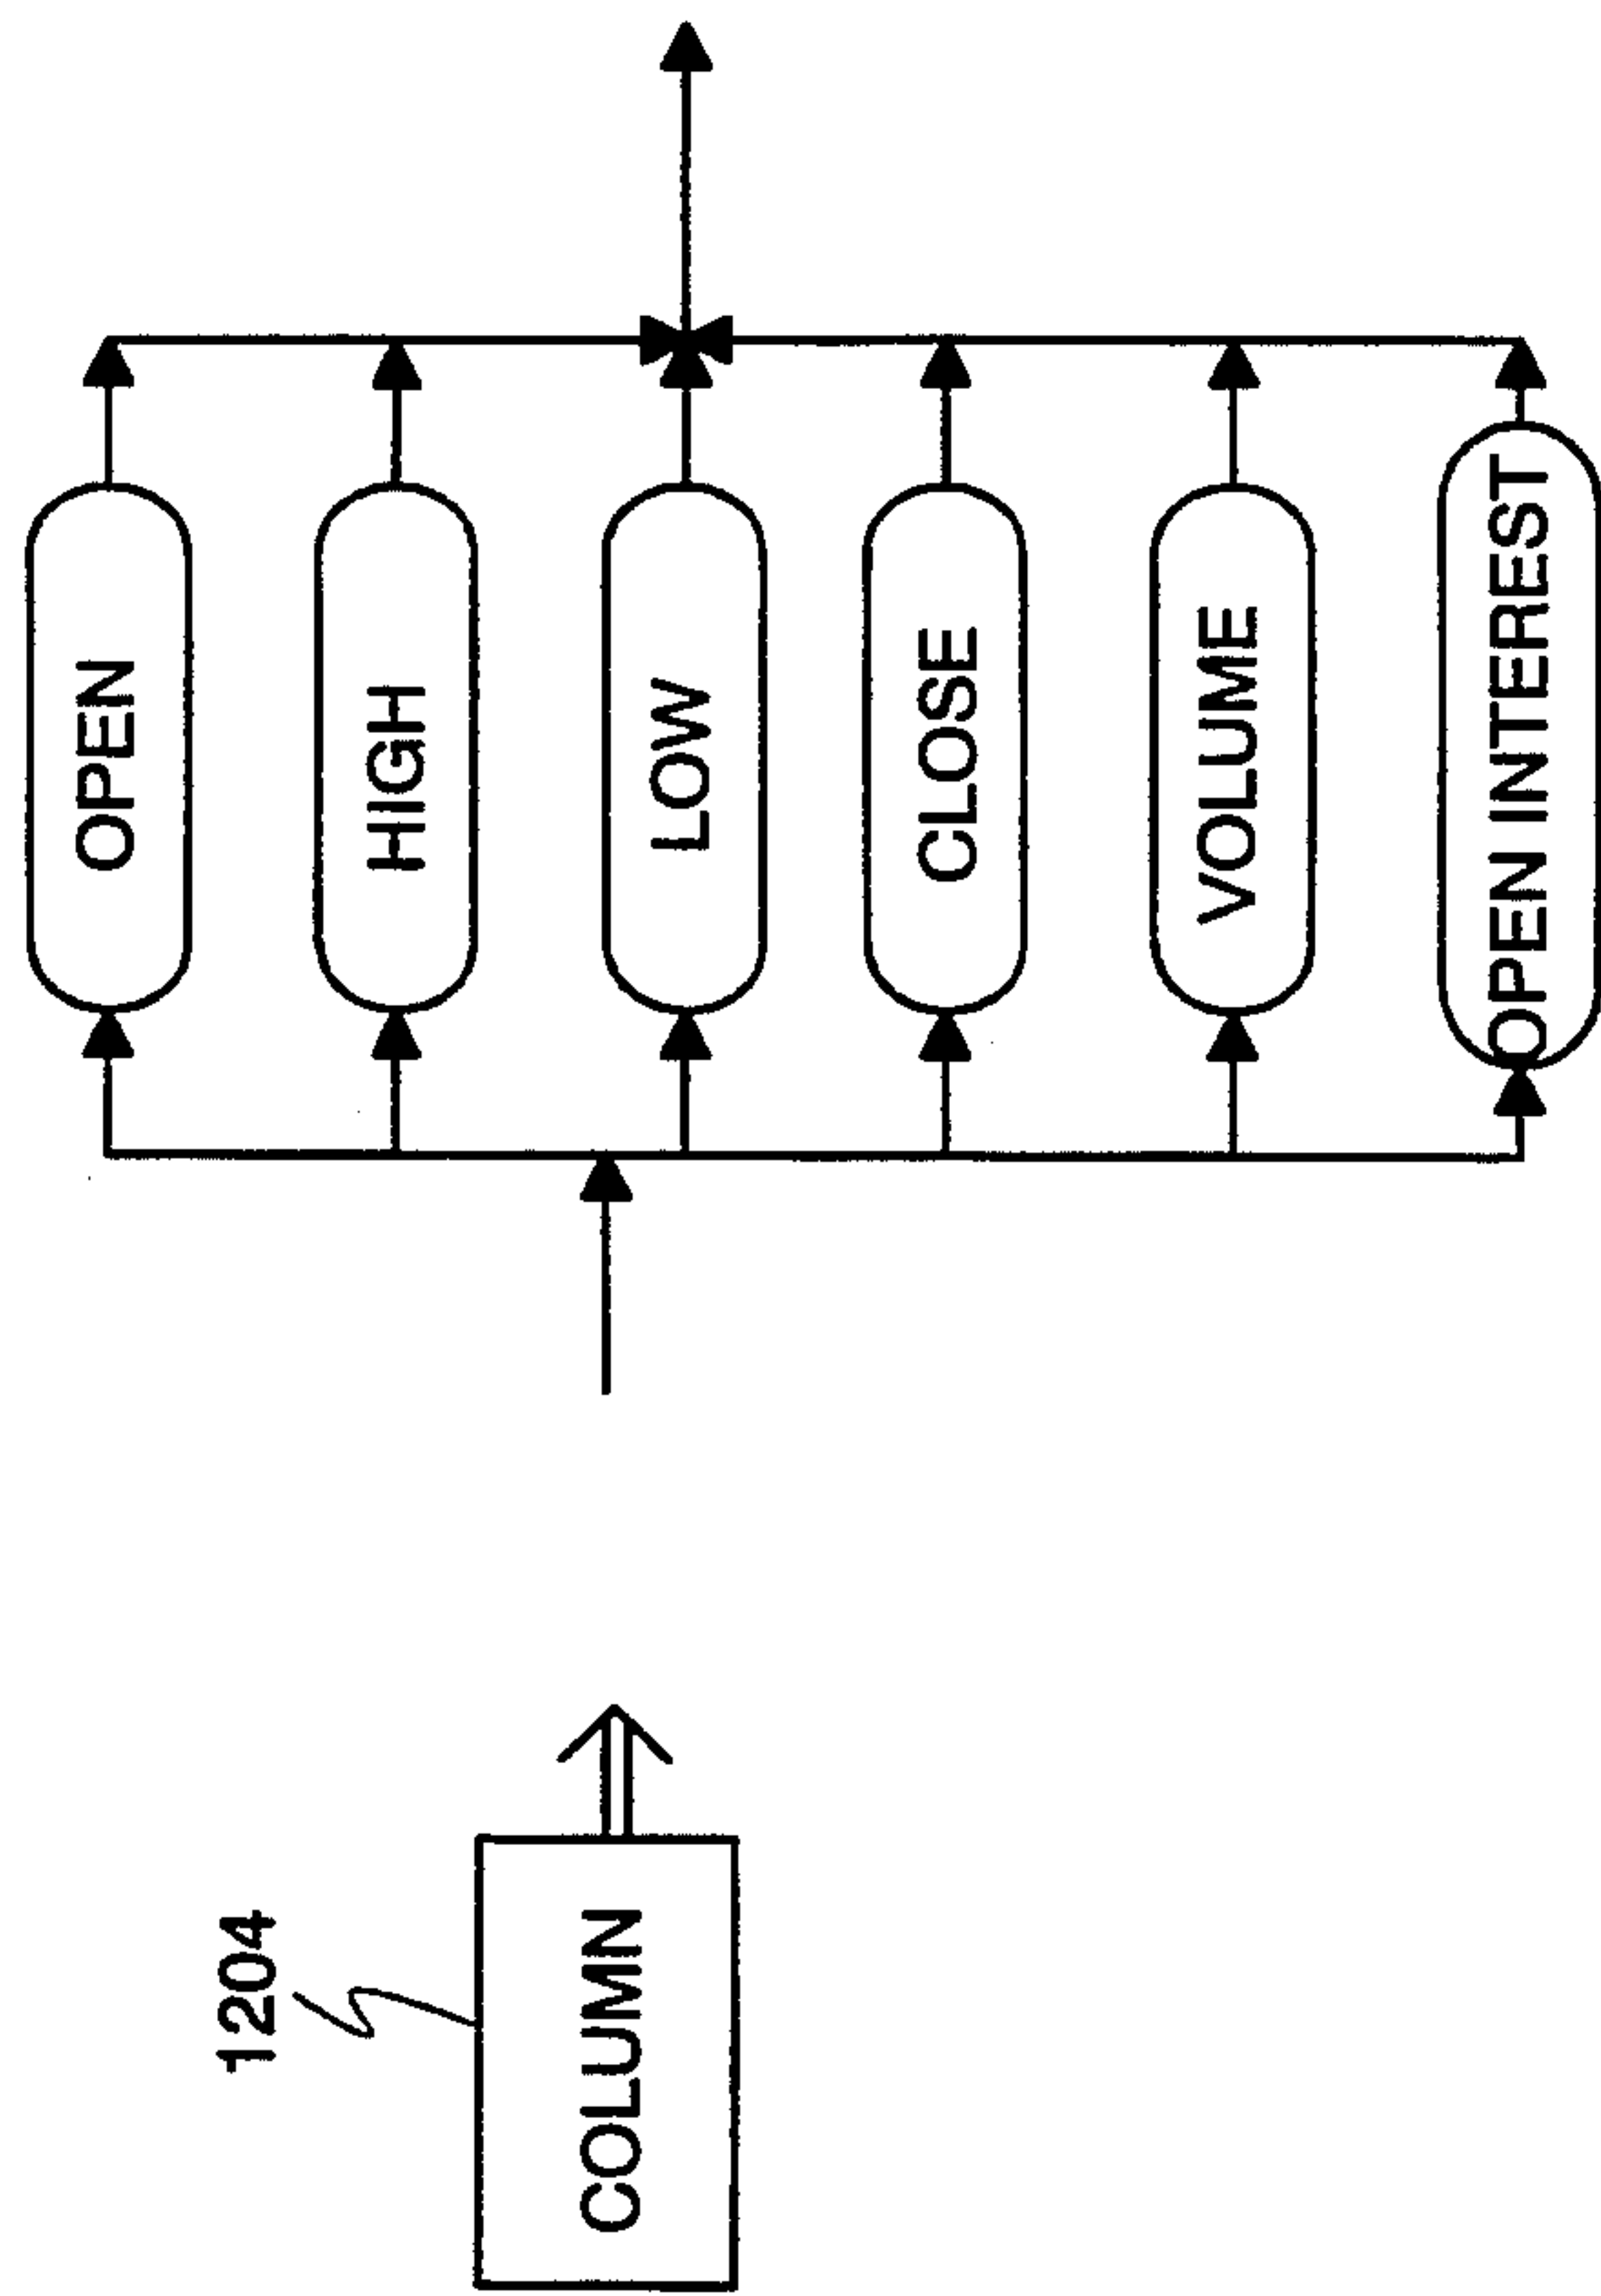 1204
COLUMN
OPEN
HIGH
LOW
CLOSE
VOLUME
OPEN INTEREST